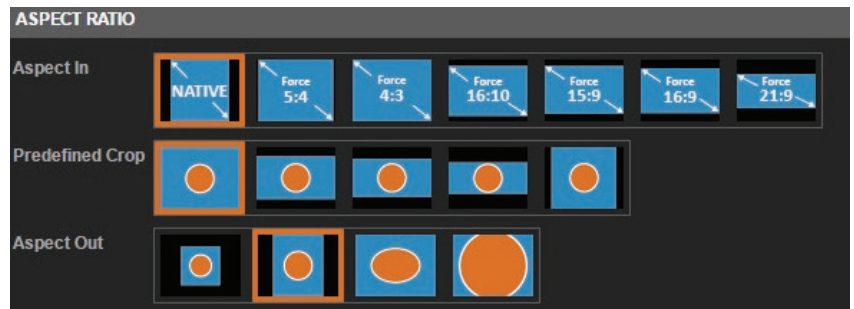 ASPECT RATIO
Aspect In
NATIVE
Force
5:4
Force
4:3
Force
16:10
Force
15:9
Force
16:9
Force
21:9
Predefined Crop
Aspect Out